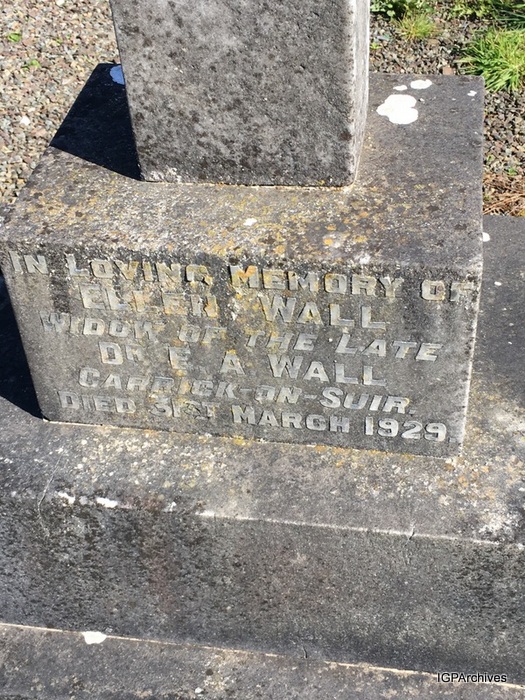 IN LOVING MEMORY OF
ELLEN WALL
WIDOW OF THE LATE
DR. E. A. WALL
CARRICK-ON-SUIR.
DIED 31ST MARCH 1929.
IGPArchives